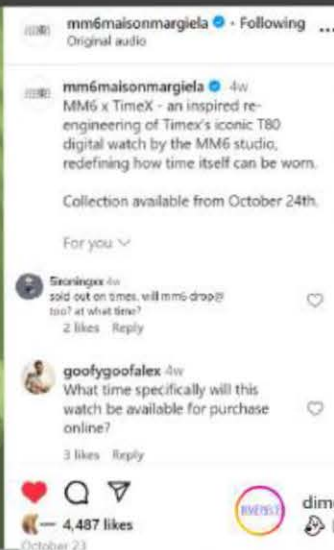 mm6maisonmargiela • Following
Original audio
mm6maisonmargiela 4w
MM6 x TimeX - an inspired re-
engineering of Timex's iconic T80
digital watch by the MM6 studio,
redefining how time itself can be worn.
Collection available from October 24th.
For you
4w
sold out on times, will mm6 drop@
too? at what time?
2 likes Reply
goofygoofalex 4w
What time specifically will this
watch be available for purchase
online?
3 likes Reply
4,487 likes
dim
October 23